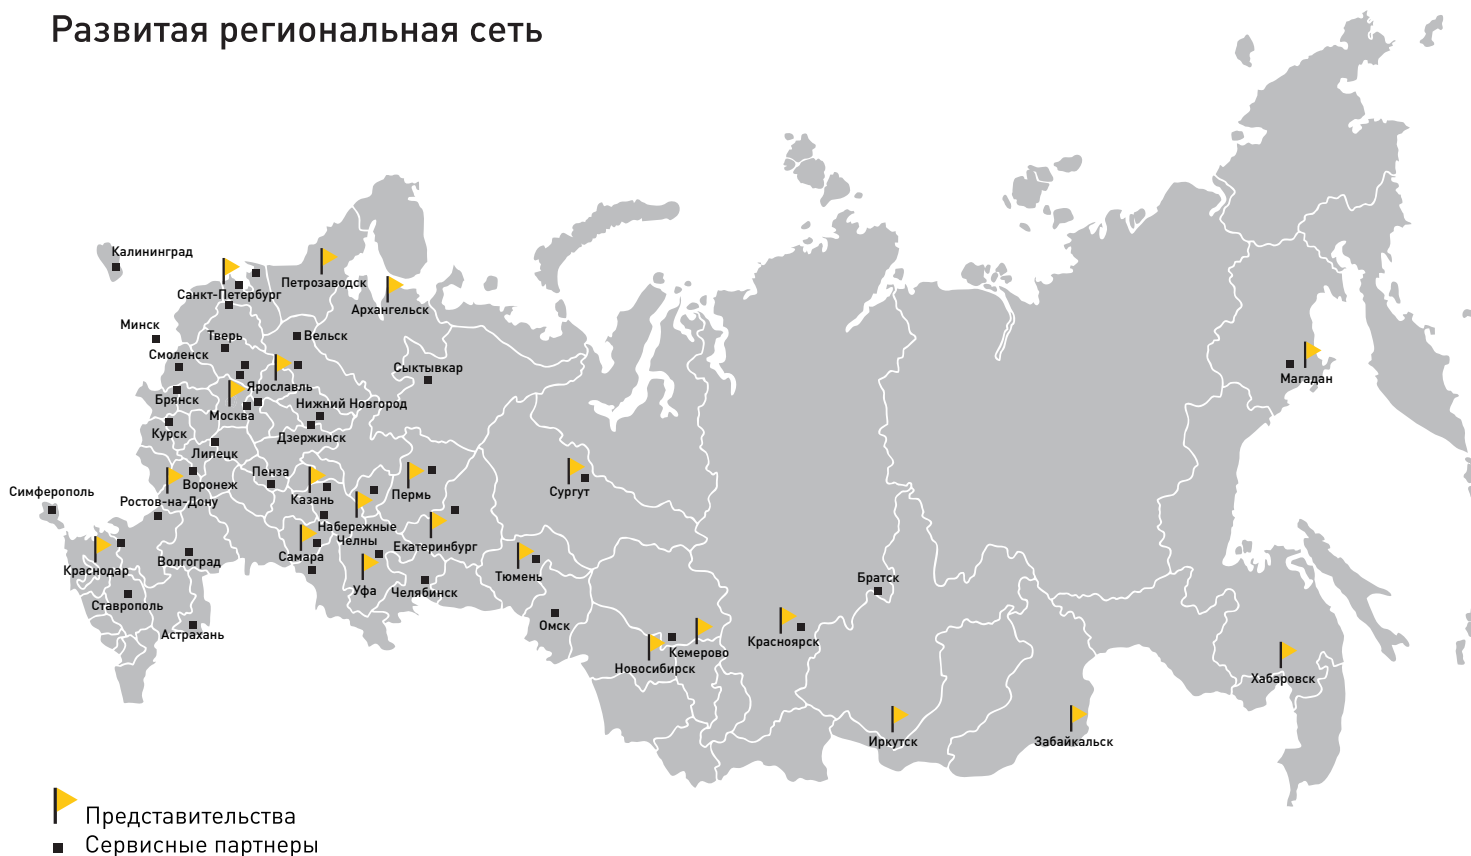 Развитая региональная сеть
Калининград
Санкт-Петербург
Петрозаводск
Архангельск
Минск
Тверь
Вельск
Смоленск
Сыктывкар
Ярославль
Брянск
Москва
Нижний Новгород
Магадан
Курск
Дзержинск
Липецк
Пенза
Воронеж
Казань
Пермь
Сургут
Симферополь
Ростов-на-Дону
Набережные
Челны
Екатеринбург
Самара
Волгоград
Краснодар
Уфа
Челябинск
Тюмень
Братск
Ставрополь
Астрахань
Омск
Красноярск
Кемерово
Новосибирск
Хабаровск
Иркутск
Забайкальск
Представительства
Сервисные партнеры